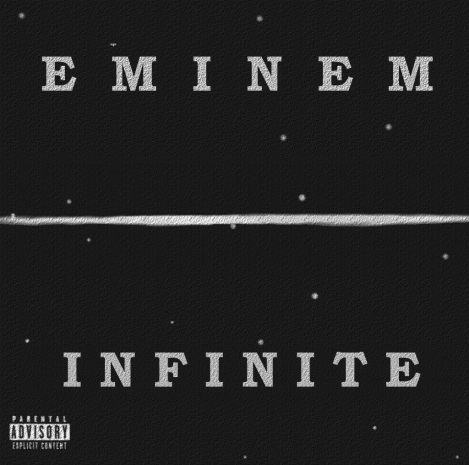 EMINEM
INFINITE
PARENTAL
ADVISORY
EXPLICIT CONTENT